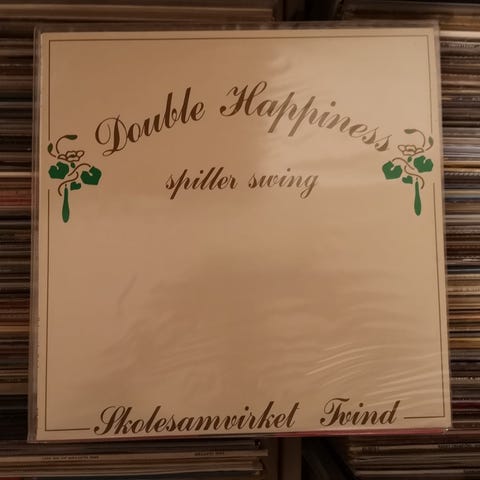 Double Happiness
spiller swing
Skolesamvirket Tvind